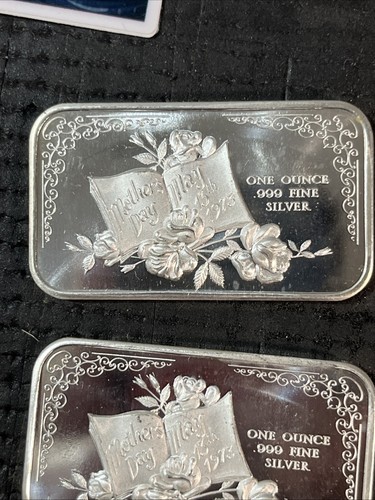 Mother's
Day
May
1973
ONE OUNCE
.999 FINE
SILVER
Mother's
Day
May
1973
ONE OUNCE
.999 FINE
SILVER